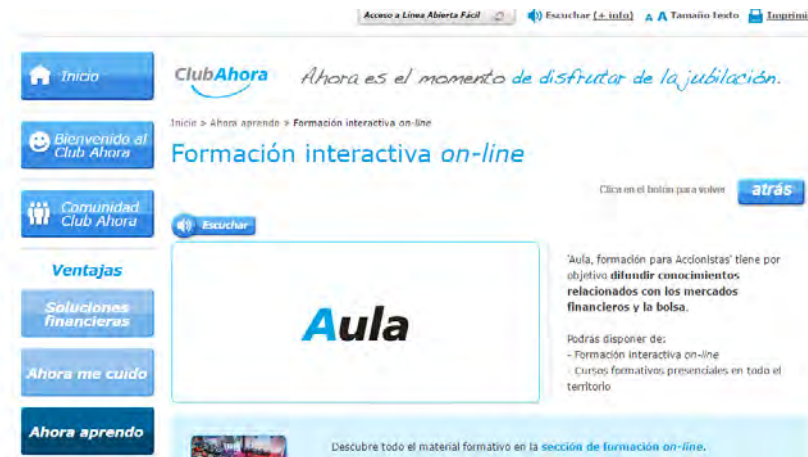 Acceso a Línea Abierta Fácil
Escuchar (+ info)
A A Tamaño texto
Imprimi
Inicio
ClubAhora
Ahora es el momento de disfrutar de la jubilación.
Inicio > Ahora aprendo > Formación interactiva on-line
Bienvenido al
Club Ahora
Formación interactiva on-line
Clica en el botón para volver
atrás
Comunidad
Club Ahora
Escuchar
Ventajas
Soluciones
financieras
Ahora me cuido
Ahora aprendo
Aula
'Aula, formación para Accionistas' tiene por
objetivo difundir conocimientos
relacionados con los mercados
financieros y la bolsa.
Podrás disponer de:
- Formación interactiva on-line
- Cursos formativos presenciales en todo el
territorio
Descubre todo el material formativo en la sección de formación on-line.